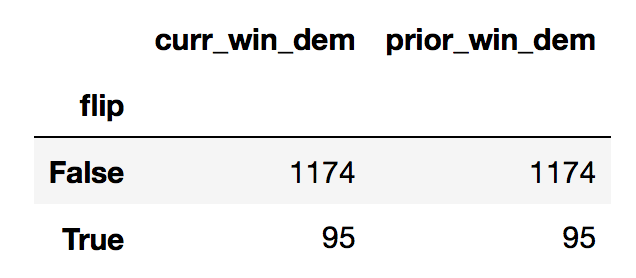 curr_win_dem prior_win_dem
flip
False 1174 1174
True 95 95